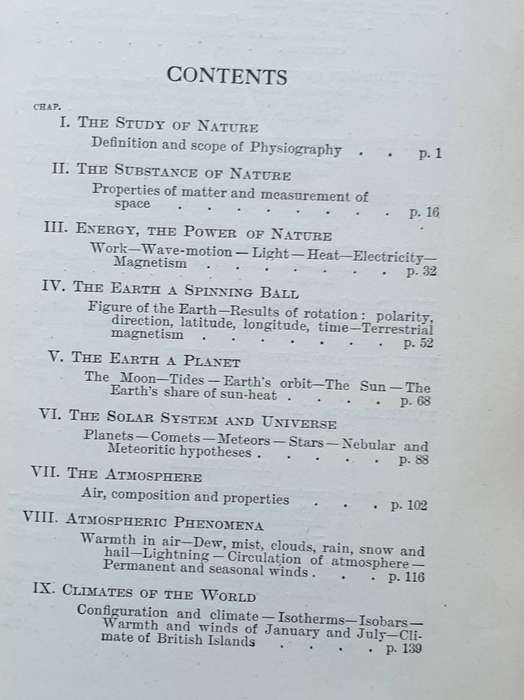 CONTENTS
CHAP.
I. THE STUDY OF NATURE
Definition and scope of Physiography . . p. 1
II. THE SUBSTANCE OF NATURE
Properties of matter and measurement of
space . . . . . . . . p. 16
III. ENERGY, THE POWER OF NATURE
Work—Wave-motion—Light—Heat—Electricity—
Magnetism . . . . . . . p. 32
IV. THE EARTH A SPINNING BALL
Figure of the Earth—Results of rotation: polarity,
direction, latitude, longitude, time—Terrestrial
magnetism . . . . . . . p. 52
V. THE EARTH A PLANET
The Moon—Tides—Earth's orbit—The Sun—The
Earth's share of sun-heat . . . . p. 68
VI. THE SOLAR SYSTEM AND UNIVERSE
Planets—Comets—Meteors—Stars—Nebular and
Meteoritic hypotheses . . . . . p. 88
VII. THE ATMOSPHERE
Air, composition and properties . . . p. 102
VIII. ATMOSPHERIC PHENOMENA
Warmth in air—Dew, mist, clouds, rain, snow and
hail—Lightning—Circulation of atmosphere—
Permanent and seasonal winds . . . p. 116
IX. CLIMATES OF THE WORLD
Configuration and climate—Isotherms—Isobars—
Warmth and winds of January and July—Cli-
mate of British Islands . . . . p. 139